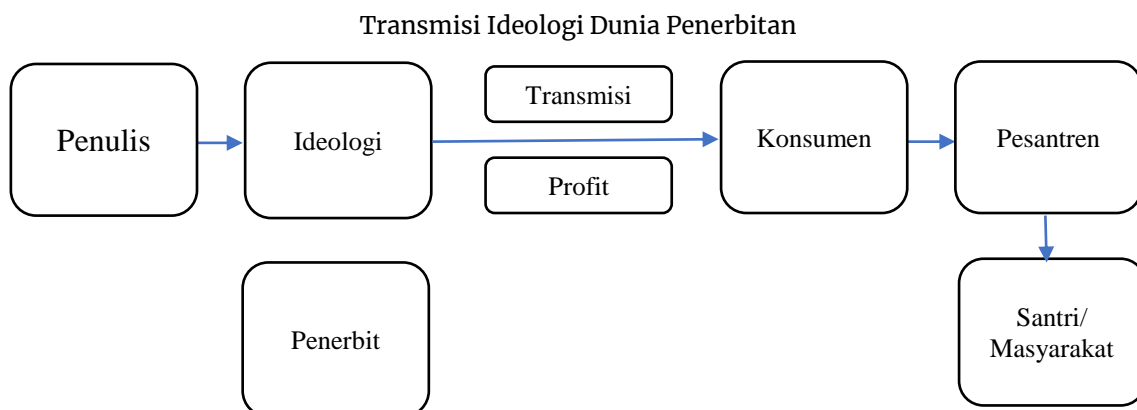 Transmisi Ideologi Dunia Penerbitan
Penulis
Ideologi
Transmisi
Profit
Konsumen
Pesantren
Penerbit
Santri/
Masyarakat